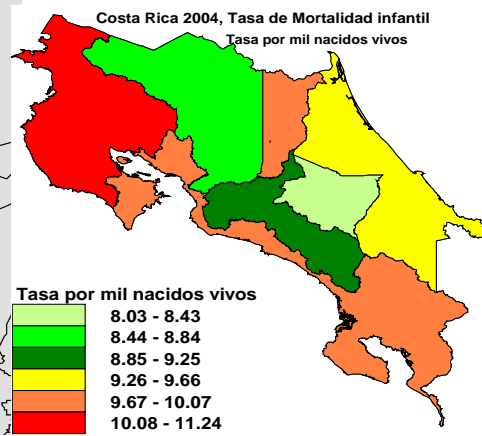 Costa Rica 2004, Tasa de Mortalidad infantil
Tasa por mil nacidos vivos
Tasa por mil nacidos vivos
8.03 - 8.43
8.44 - 8.84
8.85 - 9.25
9.26 - 9.66
9.67 - 10.07
10.08 - 11.24